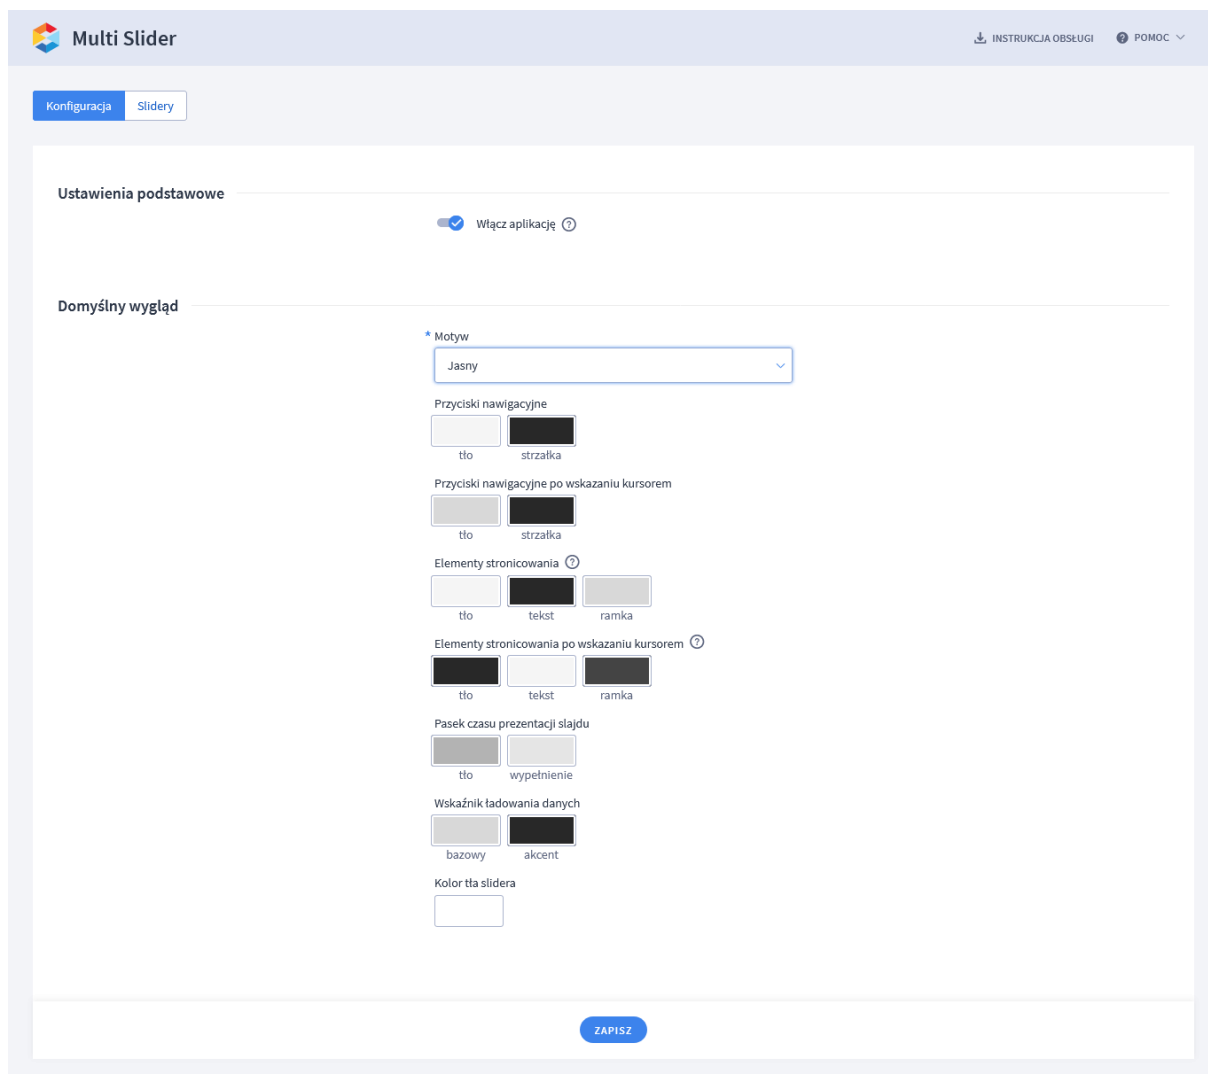 Multi Slider
INSTRUKCJA OBSŁUGI
POMOC
Konfiguracja
Slidery
Ustawienia podstawowe
Włącz aplikację ?
Domyślny wygląd
* Motyw
Jasny
Przyciski nawigacyjne
tło strzałka
Przyciski nawigacyjne po wskazaniu kursorem
tło strzałka
Elementy stronicowania ?
tło tekst ramka
Elementy stronicowania po wskazaniu kursorem ?
tło tekst ramka
Pasek czasu prezentacji slajdu
tło wypełnienie
Wskaźnik ładowania danych
bazowy akcent
Kolor tła slidera
ZAPISZ